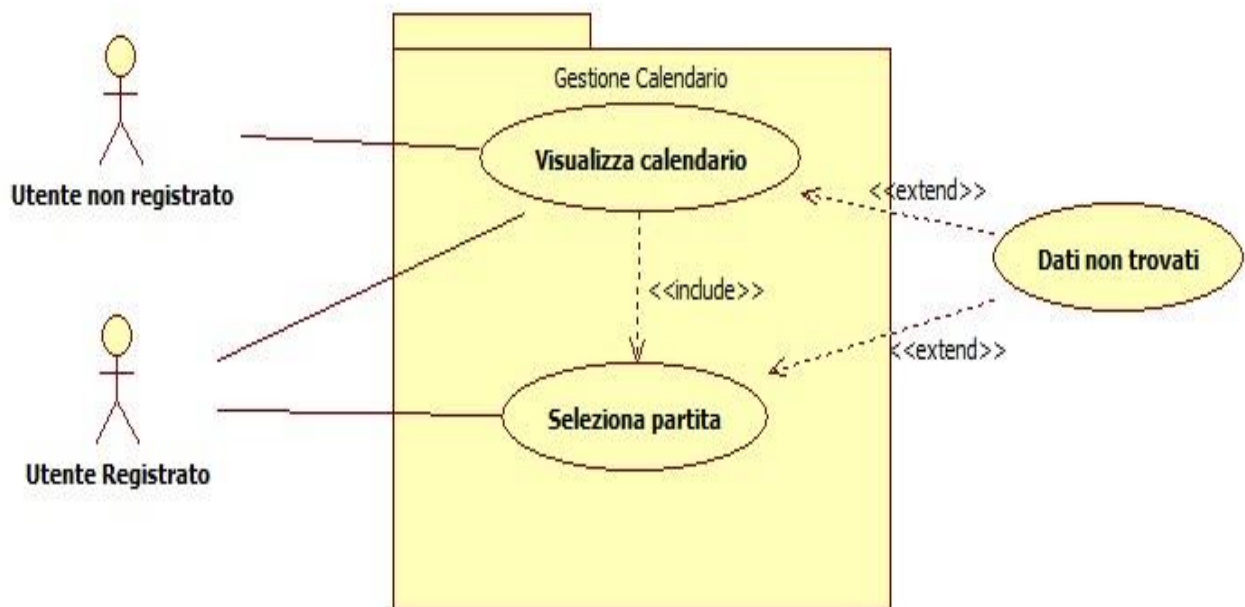 Gestione Calendario
Visualizza calendario
Utente non registrato
<<extend>>
Dati non trovati
<<include>>
<<extend>>
Seleziona partita
Utente Registrato